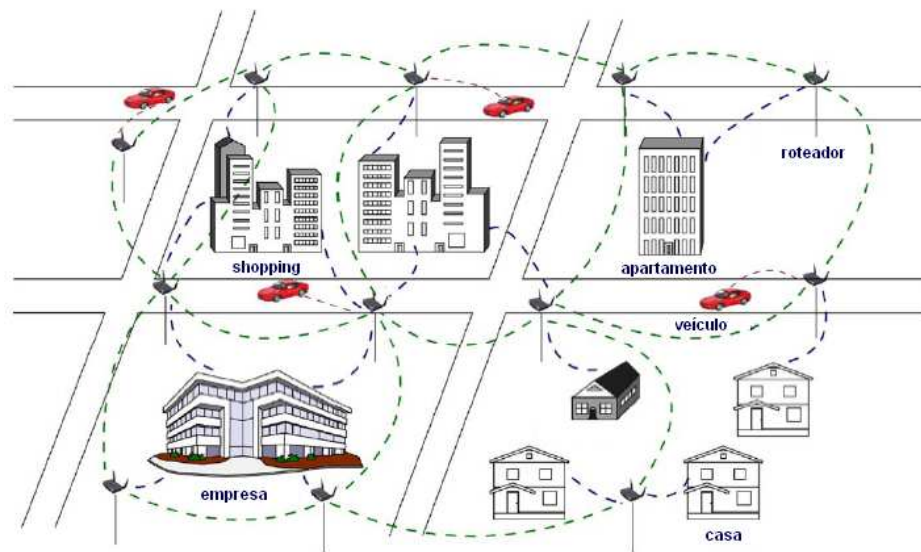 roteador
shopping
apartamento
veículo
empresa
casa